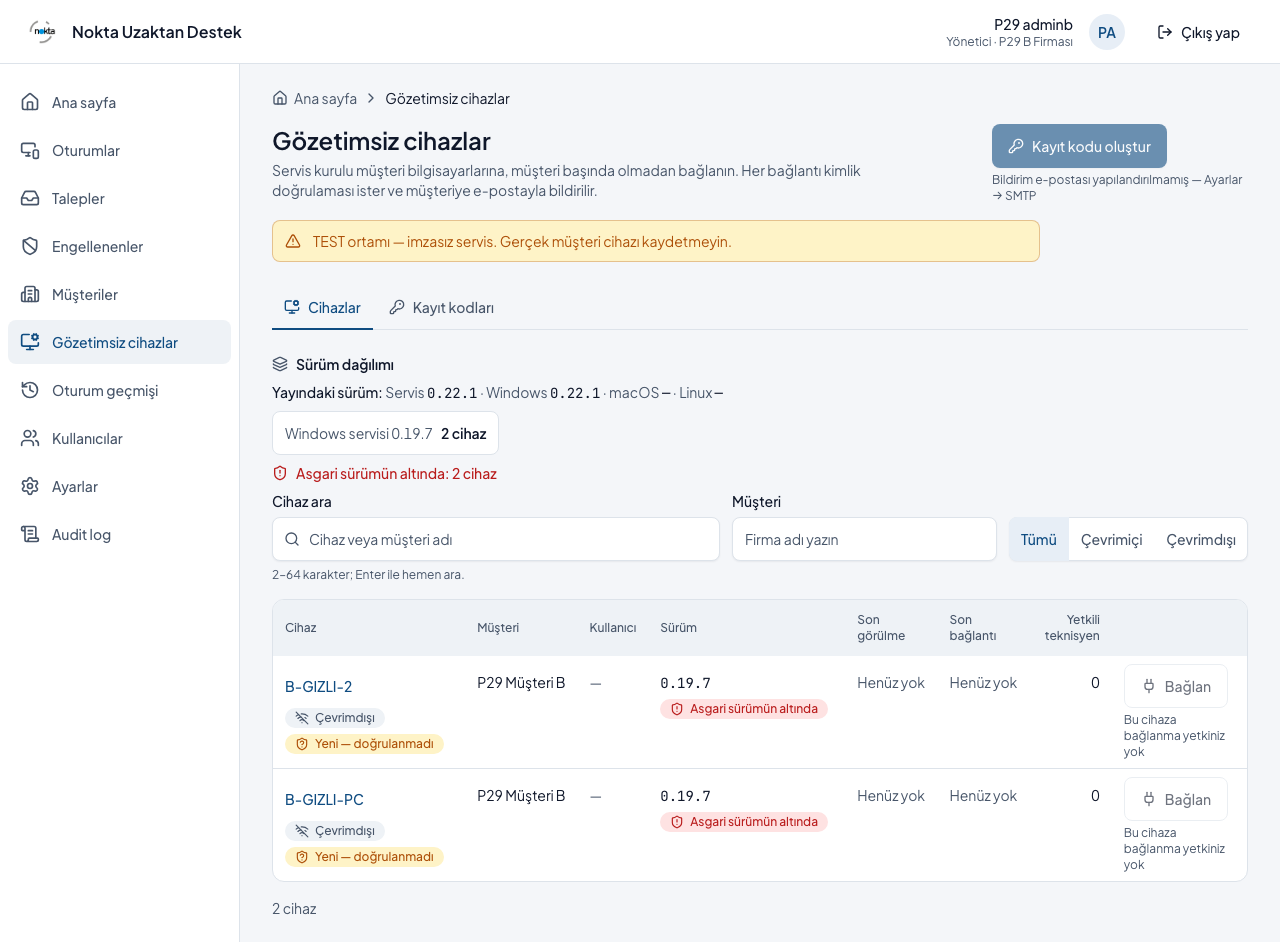 nokta
Nokta Uzaktan Destek
P29 adminb
Yönetici · P29 B Firması
PA
Çıkış yap
Ana sayfa
Oturumlar
Talepler
Engellenenler
Müşteriler
Gözetimsiz cihazlar
Oturum geçmişi
Kullanıcılar
Ayarlar
Audit log
Ana sayfa > Gözetimsiz cihazlar
Gözetimsiz cihazlar
Servis kurulu müşteri bilgisayarlarına, müşteri başında olmadan bağlanın. Her bağlantı kimlik
doğrulaması ister ve müşteriye e-postayla bildirilir.
Kayıt kodu oluştur
Bildirim e-postası yapılandırılmamış — Ayarlar
→ SMTP
TEST ortamı — imzasız servis. Gerçek müşteri cihazı kaydetmeyin.
Cihazlar
Kayıt kodları
Sürüm dağılımı
Yayındaki sürüm: Servis 0.22.1 · Windows 0.22.1 · macOS — · Linux —
Windows servisi 0.19.7 2 cihaz
Asgari sürümün altında: 2 cihaz
Cihaz ara
Müşteri
Cihaz veya müşteri adı
Firma adı yazın
Tümü
Çevrimiçi
Çevrimdışı
2–64 karakter; Enter ile hemen ara.
Cihaz
Müşteri
Kullanıcı
Sürüm
Son
görülme
Son
bağlantı
Yetkili
teknisyen
B-GIZLI-2
Çevrimdışı
Yeni — doğrulanmadı
P29 Müşteri B
—
0.19.7
Asgari sürümün altında
Henüz yok
Henüz yok
0
Bağlan
Bu cihaza
bağlanma yetkiniz
yok
B-GIZLI-PC
Çevrimdışı
Yeni — doğrulanmadı
P29 Müşteri B
—
0.19.7
Asgari sürümün altında
Henüz yok
Henüz yok
0
Bağlan
Bu cihaza
bağlanma yetkiniz
yok
2 cihaz